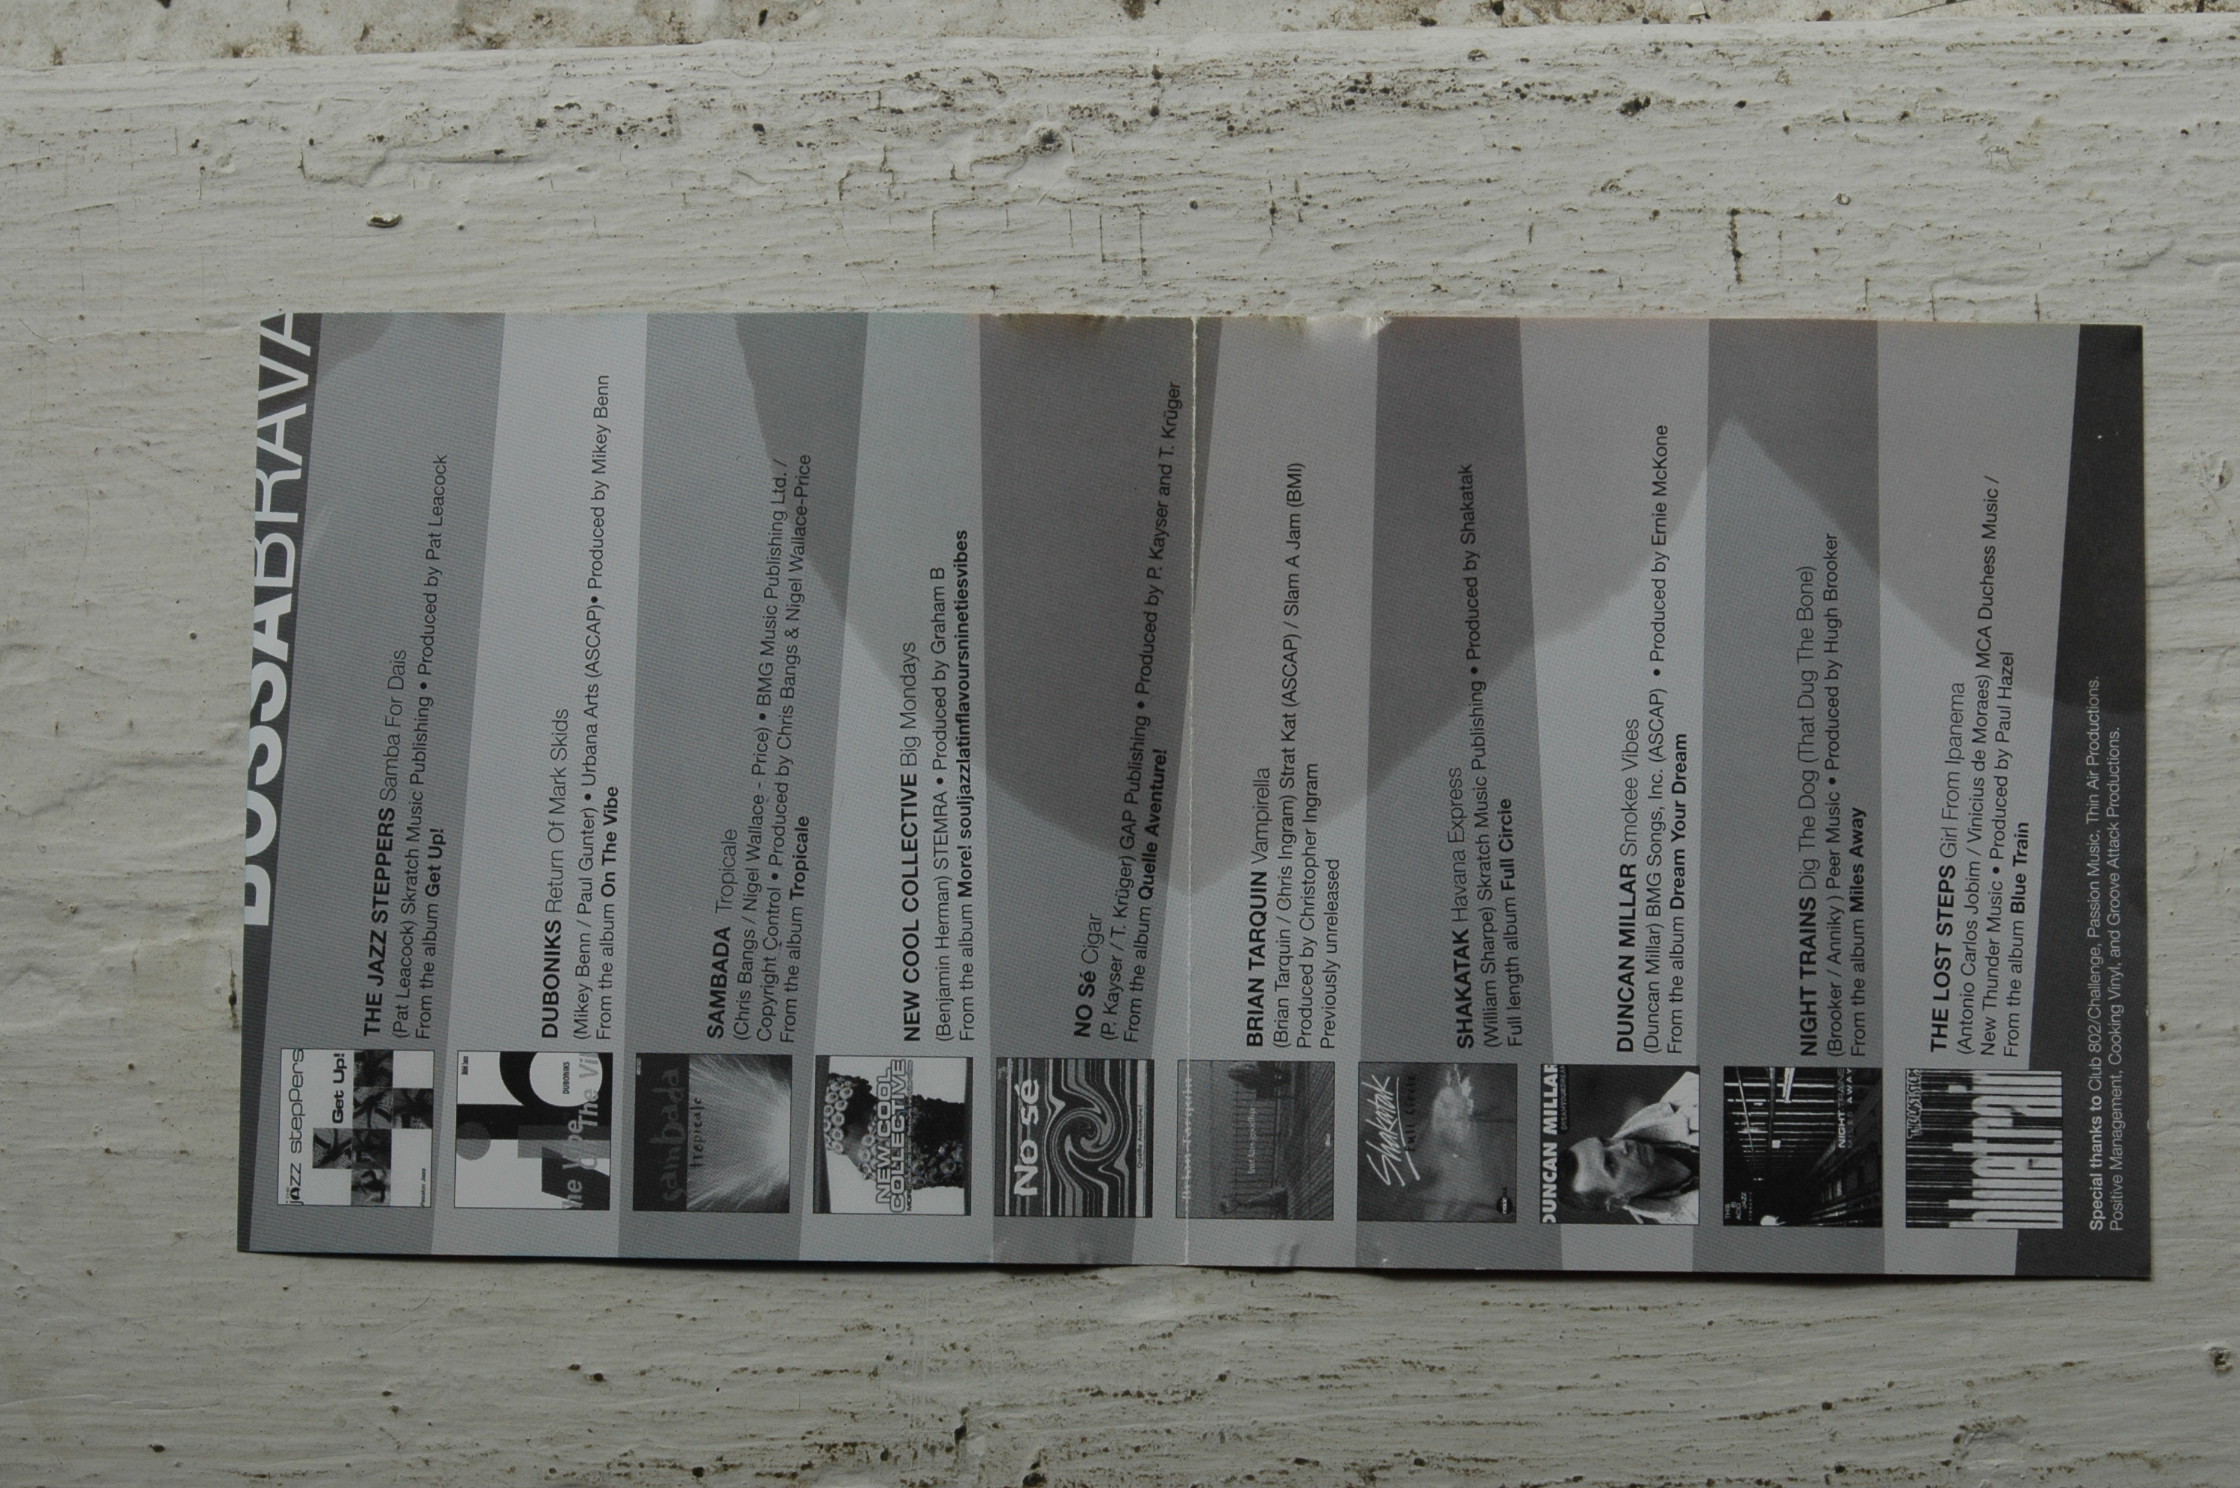 BOSSABRAVA
THE JAZZ STEPPERS Samba For Dais
(Pat Leacock) Skratch Music Publishing • Produced by Pat Leacock
From the album Get Up!
DUBONIKS Return Of Mark Skids
(Mikey Benn / Paul Gunter) • Urbana Arts (ASCAP)• Produced by Mikey Benn
From the album On The Vibe
SAMBADA Tropicale
(Chris Bangs / Nigel Wallace - Price) • BMG Music Publishing Ltd. /
Copyright Control • Produced by Chris Bangs & Nigel Wallace-Price
From the album Tropicale
NEW COOL COLLECTIVE Big Mondays
(Benjamin Herman) STEMRA • Produced by Graham B
From the album More! souljazzlatinflavoursninetiesvibes
NO Sé Cigar
(P. Kayser / T. Krüger) GAP Publishing • Produced by P. Kayser and T. Krüger
From the album Quelle Aventure!
BRIAN TARQUIN Vampirella
(Brian Tarquin / Chris Ingram) Strat Kat (ASCAP) / Slam A Jam (BMI)
Produced by Christopher Ingram
Previously unreleased
SHAKATAK Havana Express
(William Sharpe) Skratch Music Publishing • Produced by Shakatak
Full length album Full Circle
DUNCAN MILLAR Smokee Vibes
(Duncan Millar) BMG Songs, Inc. (ASCAP) • Produced by Ernie McKone
From the album Dream Your Dream
NIGHT TRAINS Dig The Dog (That Dug The Bone)
(Brooker / Anniky ) Peer Music • Produced by Hugh Brooker
From the album Miles Away
THE LOST STEPS Girl From Ipanema
(Antonio Carlos Jobim / Vinicius de Moraes) MCA Duchess Music /
New Thunder Music • Produced by Paul Hazel
From the album Blue Train
Special thanks to Club 802/Challenge, Passion Music, Thin Air Productions,
Positive Management, Cooking Vinyl, and Groove Attack Productions.
jazz steppers
Get Up!
The Vibe
DUBONIKS
sambada
tropicale
NEW COOL
COLLECTIVE
No sé
Brian Tarquin
Shakatak
Full Circle
DUNCAN MILLAR
NIGHT TRAINS
MILES AWAY
bluetrain